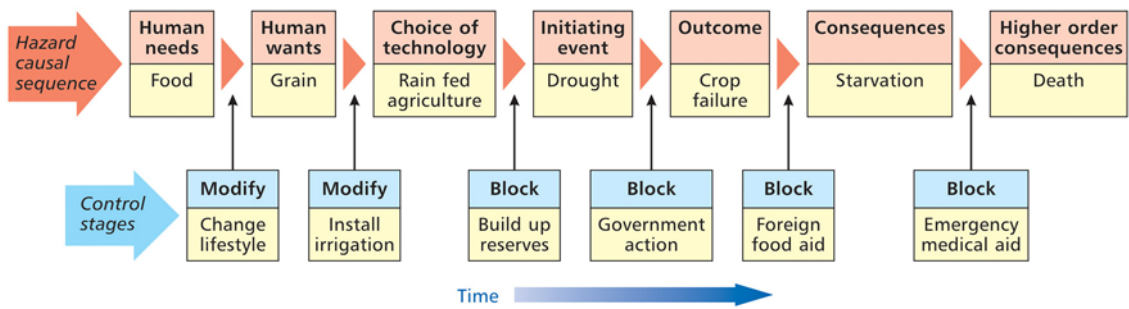 Hazard
causal
sequence
Human
needs
Food
Human
wants
Grain
Choice of
technology
Rain fed
agriculture
Initiating
event
Drought
Outcome
Crop
failure
Consequences
Starvation
Higher order
consequences
Death
Control
stages
Modify
Change
lifestyle
Modify
Install
irrigation
Block
Build up
reserves
Block
Government
action
Block
Foreign
food aid
Block
Emergency
medical aid
Time